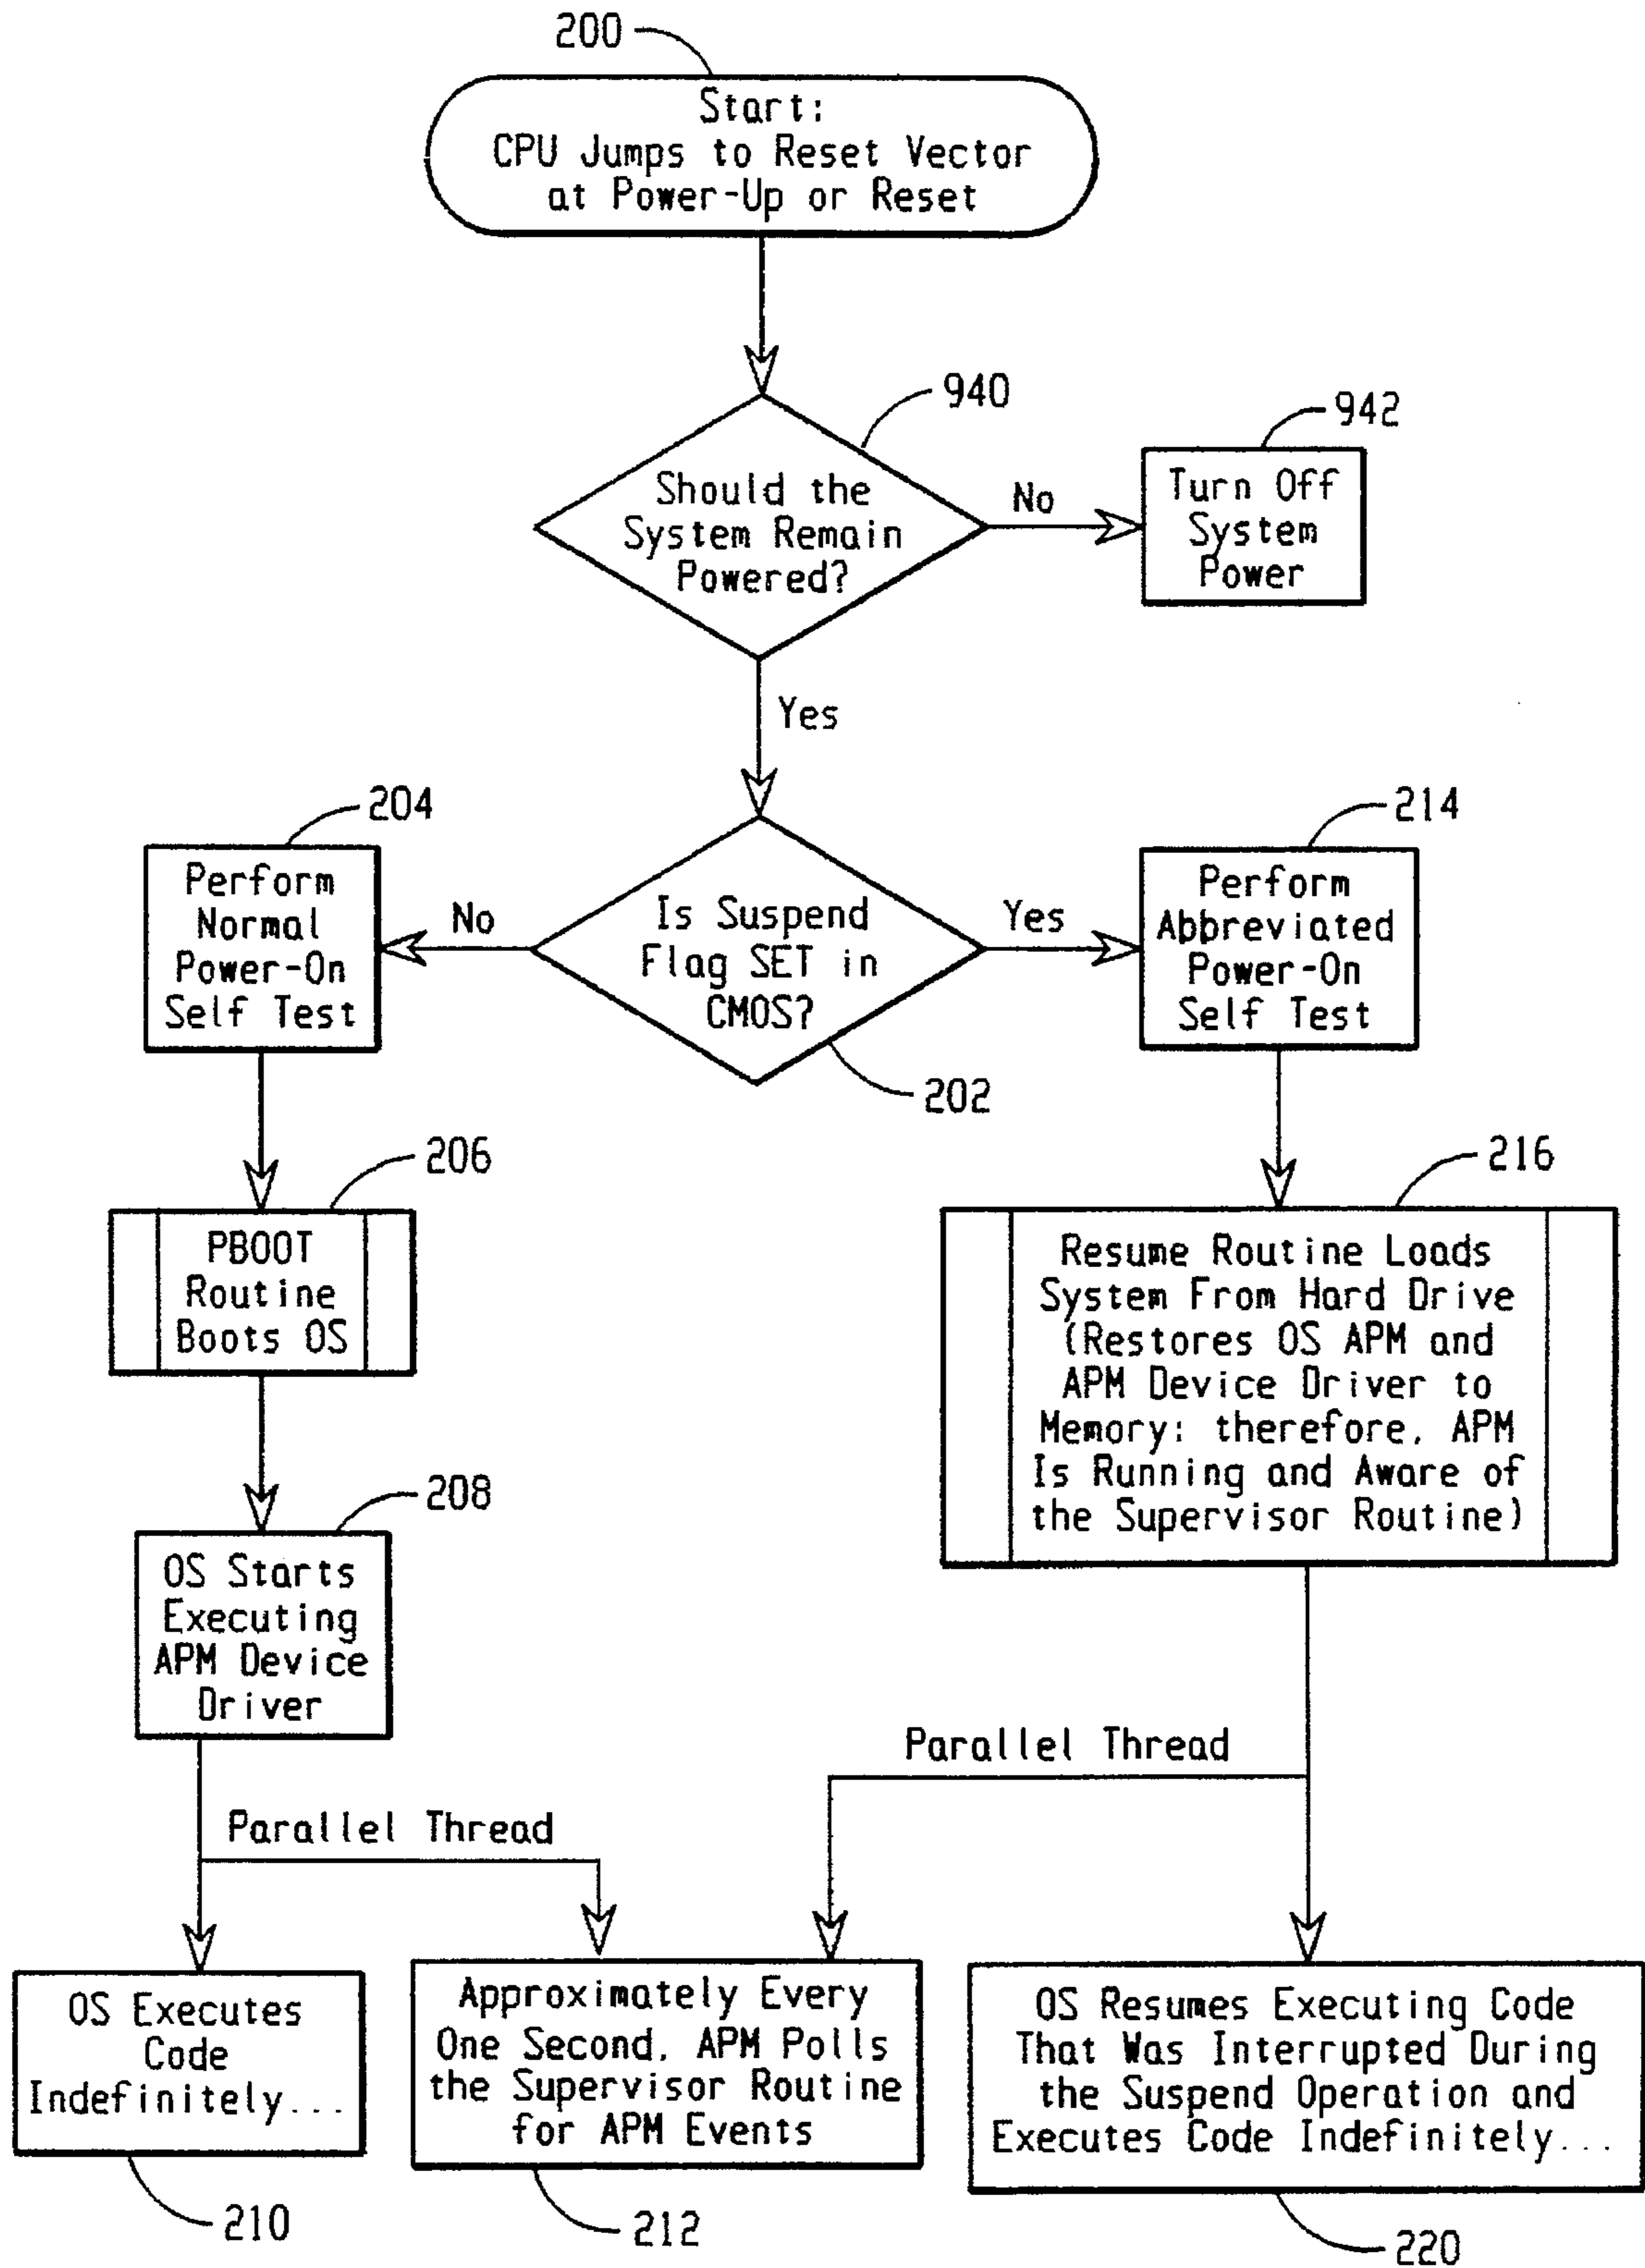 200
Start:
CPU Jumps to Reset Vector
at Power-Up or Reset
940
Should the
System Remain
Powered?
No
942
Turn Off
System
Power
Yes
204
Perform
Normal
Power-On
Self Test
No
Is Suspend
Flag SET in
CMOS?
202
Yes
214
Perform
Abbreviated
Power-On
Self Test
206
PBOOT
Routine
Boots OS
216
Resume Routine Loads
System From Hard Drive
(Restores OS APM and
APM Device Driver to
Memory: therefore, APM
Is Running and Aware of
the Supervisor Routine)
208
OS Starts
Executing
APM Device
Driver
Parallel Thread
Parallel Thread
OS Executes
Code
Indefinitely...
210
Approximately Every
One Second, APM Polls
the Supervisor Routine
for APM Events
212
OS Resumes Executing Code
That Was Interrupted During
the Suspend Operation and
Executes Code Indefinitely...
220